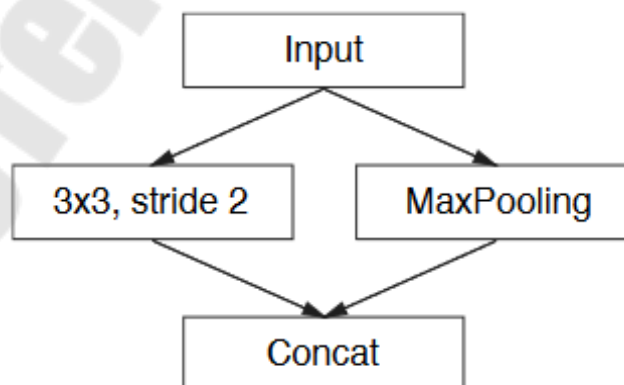 Input
3x3, stride 2
MaxPooling
Concat